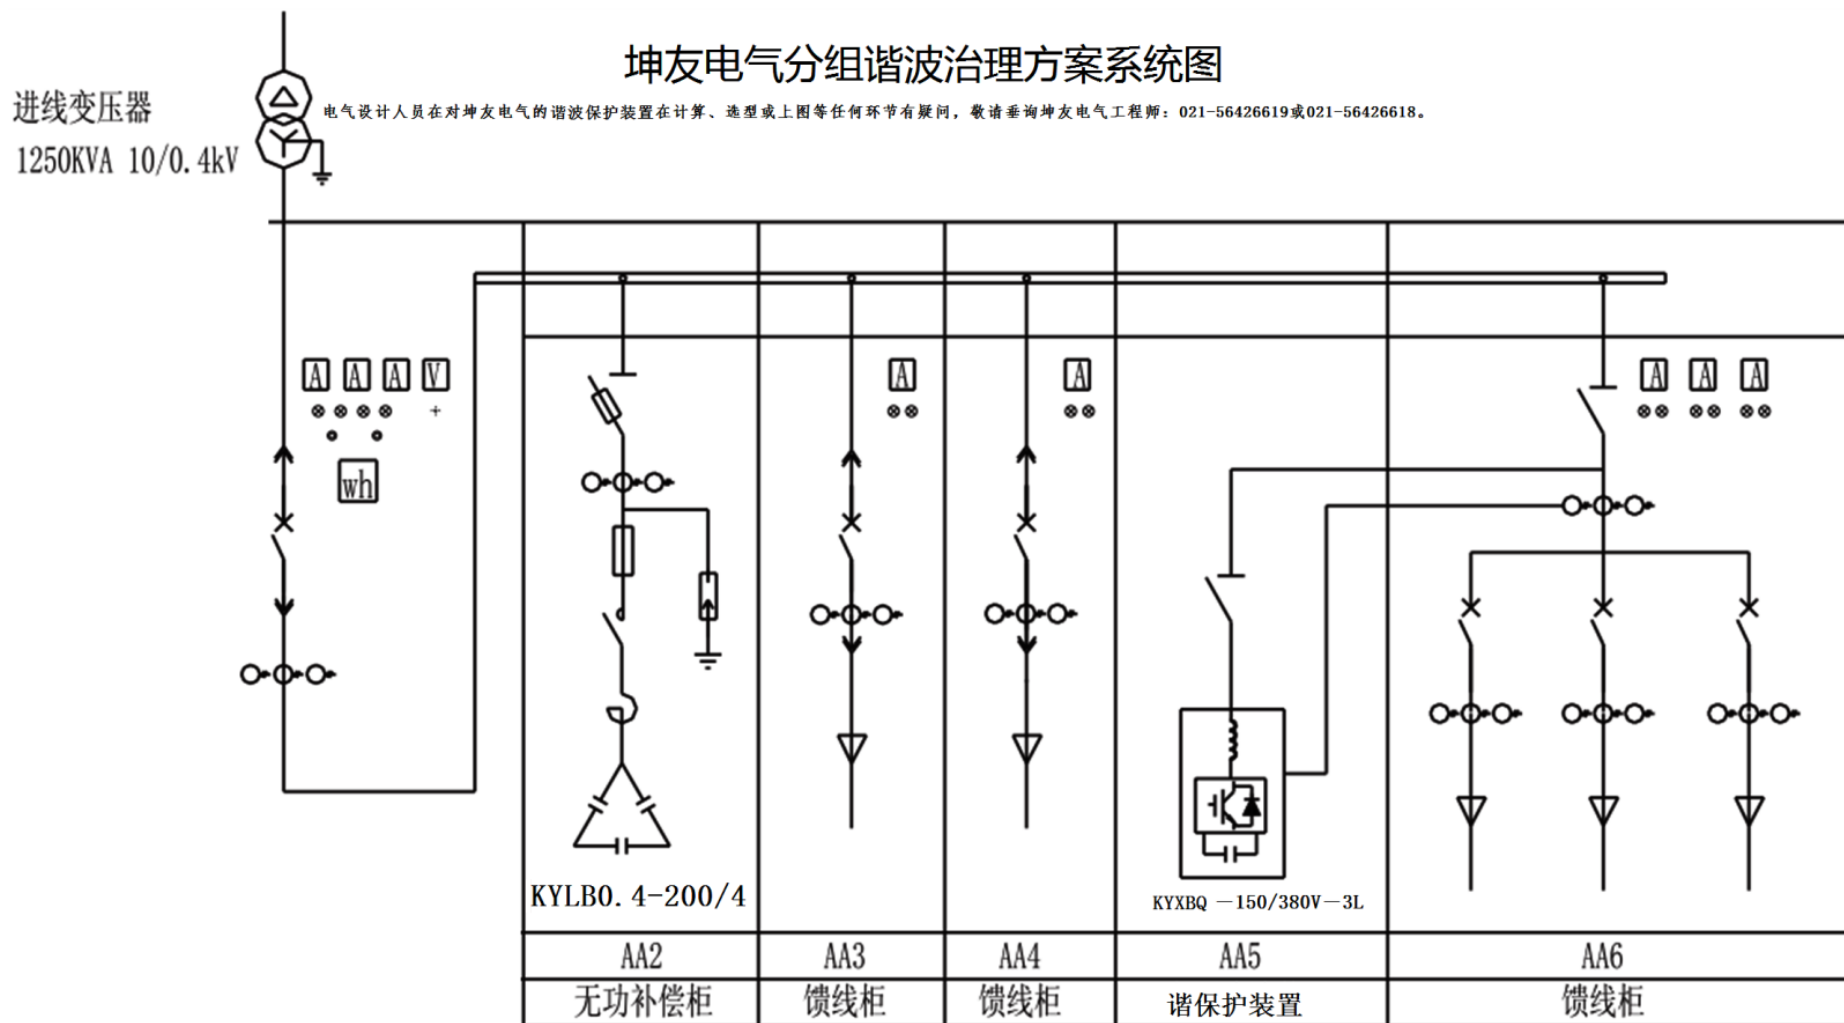 坤友电气分组谐波治理方案系统图
电气设计人员在对坤友电气的谐波保护装置在计算、选型或上图等任何环节有疑问，敬请垂询坤友电气工程师：021-56426619或021-56426618。
进线变压器
1250KVA 10/0.4kV
A A A V
wh
A
A
A A A
KYLB0.4-200/4
KYXBQ －150/380V－3L
AA2 AA3 AA4 AA5 AA6
无功补偿柜 馈线柜 馈线柜 谐保护装置 馈线柜